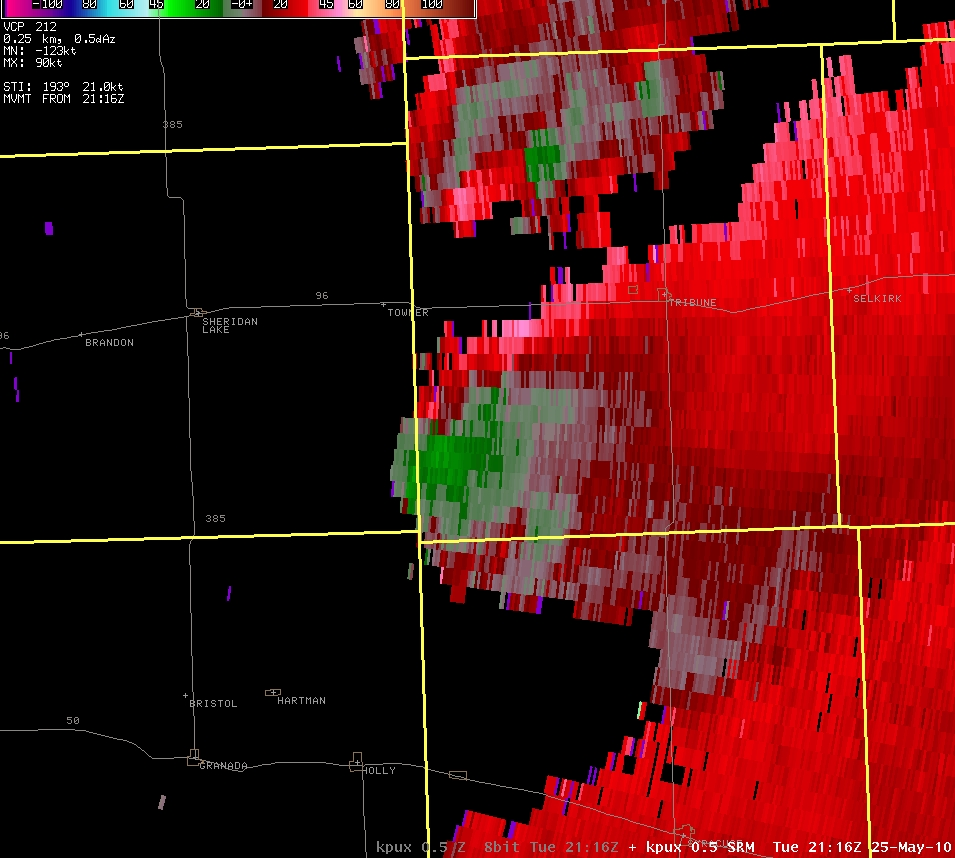 -100 80 60 45 20 -0+ 20 45 60 80 100
VCP 212
0.25 km, 0.5dAz
MN: -123kt
MX: 90kt
STI: 193° 21.0kt
MVMT FROM 21:16Z
385
96
TOWNER
TRIBUNE
SELKIRK
SHERIDAN
LAKE
96
BRANDON
385
BRISTOL
HARTMAN
50
GRANADA
HOLLY
SYRACUSE
kpux 0.5 Z 8bit Tue 21:16Z + kpux 0.5 SRM Tue 21:16Z 25-May-10